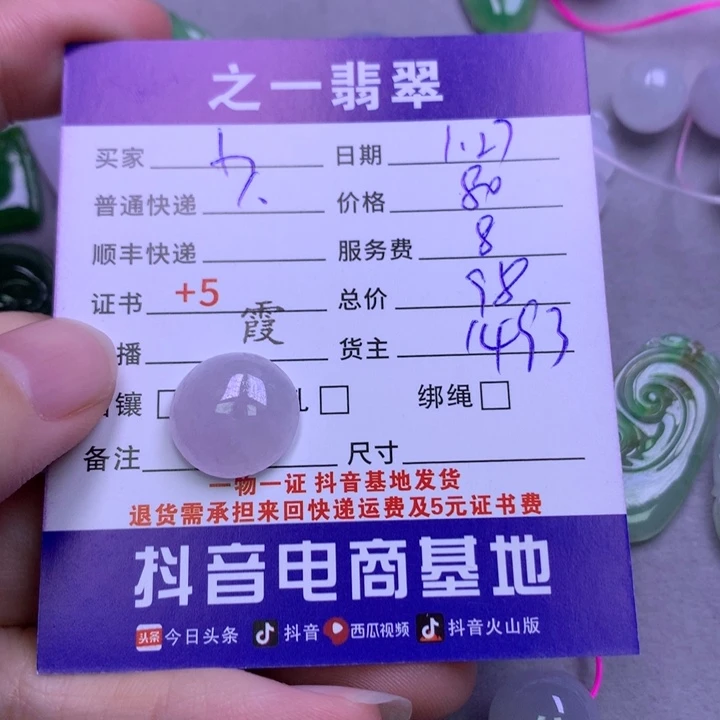 之一翡翠
买家 日期 1.27
普通快递 价格 80
顺丰快递 服务费 8
证书 +5 总价 98
播 霞 货主 1493
镶 绑绳
备注 尺寸
一物一证 抖音基地发货
退货需承担来回快递运费及5元证书费
抖音电商基地
头条 今日头条 抖音 西瓜视频 抖音火山版